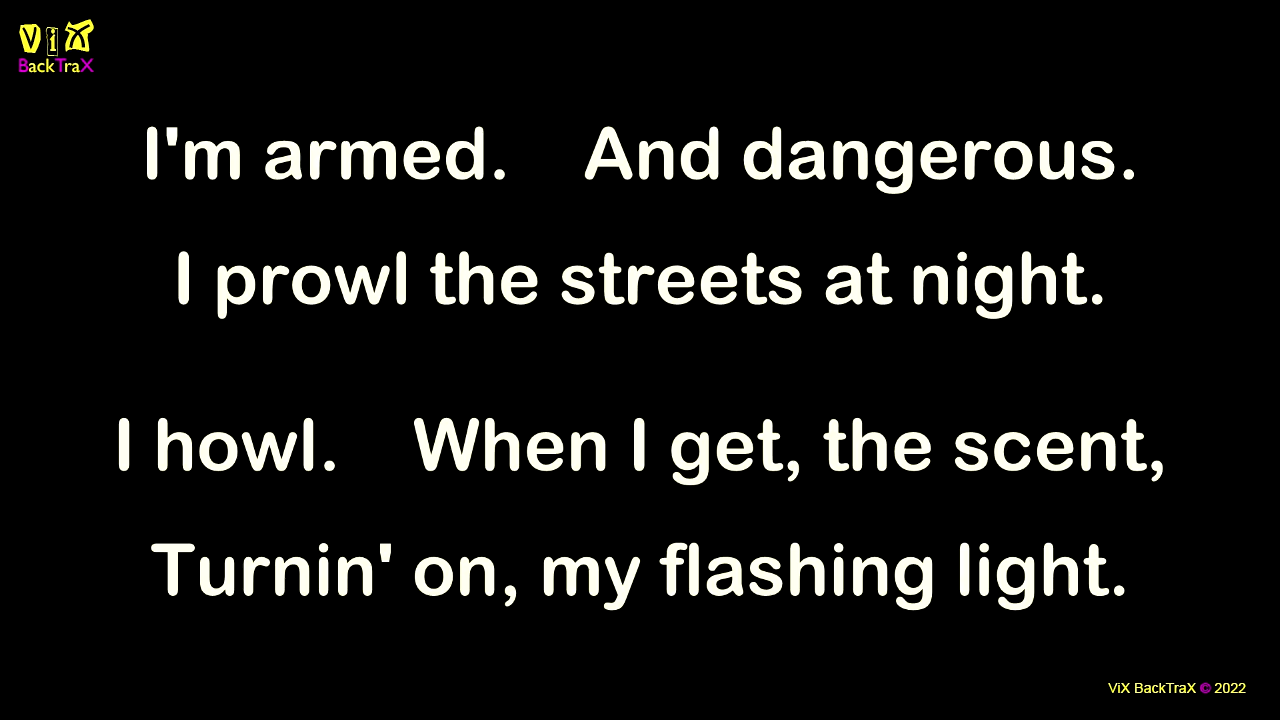 ViX
BackTraX
I'm armed. And dangerous.
I prowl the streets at night.
I howl. When I get, the scent,
Turnin' on, my flashing light.
ViX BackTraX © 2022